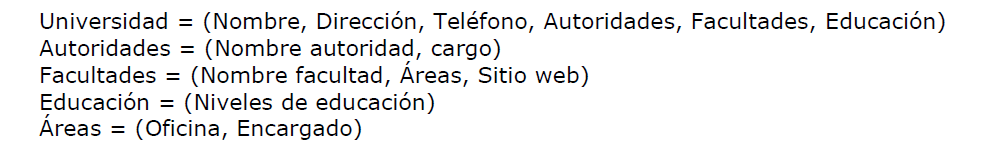 Universidad = (Nombre, Dirección, Teléfono, Autoridades, Facultades, Educación)
Autoridades = (Nombre autoridad, cargo)
Facultades = (Nombre facultad, Áreas, Sitio web)
Educación = (Niveles de educación)
Áreas = (Oficina, Encargado)